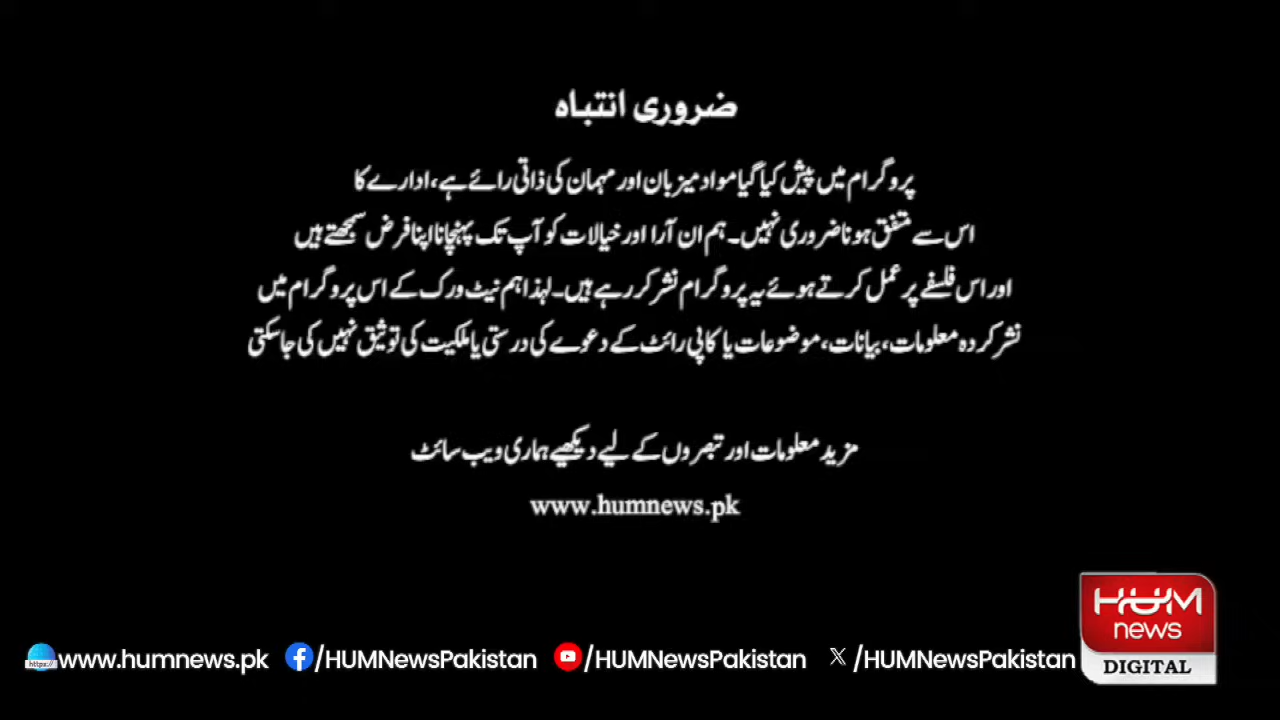 ضروری انتباہ
پروگرام میں پیش کیا گیا مواد میزبان اور مہمان کی ذاتی رائے ہے، ادارے کا
اس سے متفق ہونا ضروری نہیں۔ ہم ان آرا اور خیالات کو آپ تک پہنچانا اپنا فرض سمجھتے ہیں
اور اس فلسفے پر عمل کرتے ہوئے یہ پروگرام نشر کر رہے ہیں۔ لہذا ہم نیٹ ورک کے اس پروگرام میں
نشر کردہ معلومات، بیانات، موضوعات یا کاپی رائٹ کے دعوے کی درستی یا ملکیت کی توثیق نہیں کی جاسکتی
مزید معلومات اور تبصروں کے لیے دیکھیے ہماری ویب سائٹ
www.humnews.pk
HUM
news
DIGITAL
https:// www.humnews.pk /HUMNewsPakistan /HUMNewsPakistan X /HUMNewsPakistan